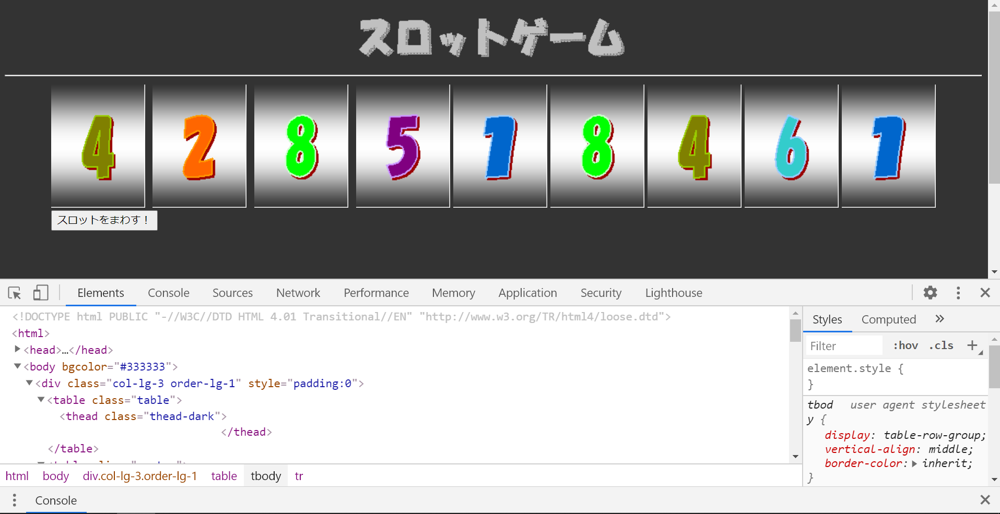 スロットゲーム
4 2 8 5 1 8 4 6 1
スロットをまわす！
Elements Console Sources Network Performance Memory Application Security Lighthouse
<!DOCTYPE html PUBLIC "-//W3C//DTD HTML 4.01 Transitional//EN" "http://www.w3.org/TR/html4/loose.dtd">
<html>
<head>…</head>
<body bgcolor="#333333">
<div class="col-lg-3 order-lg-1" style="padding:0">
<table class="table">
<thead class="thead-dark">
</thead>
</table>
html body div.col-lg-3.order-lg-1 table tbody tr
Styles Computed »
Filter :hov .cls +
element.style {
}
tbod user agent stylesheet
y {
display: table-row-group;
vertical-align: middle;
border-color: inherit;
}
Console